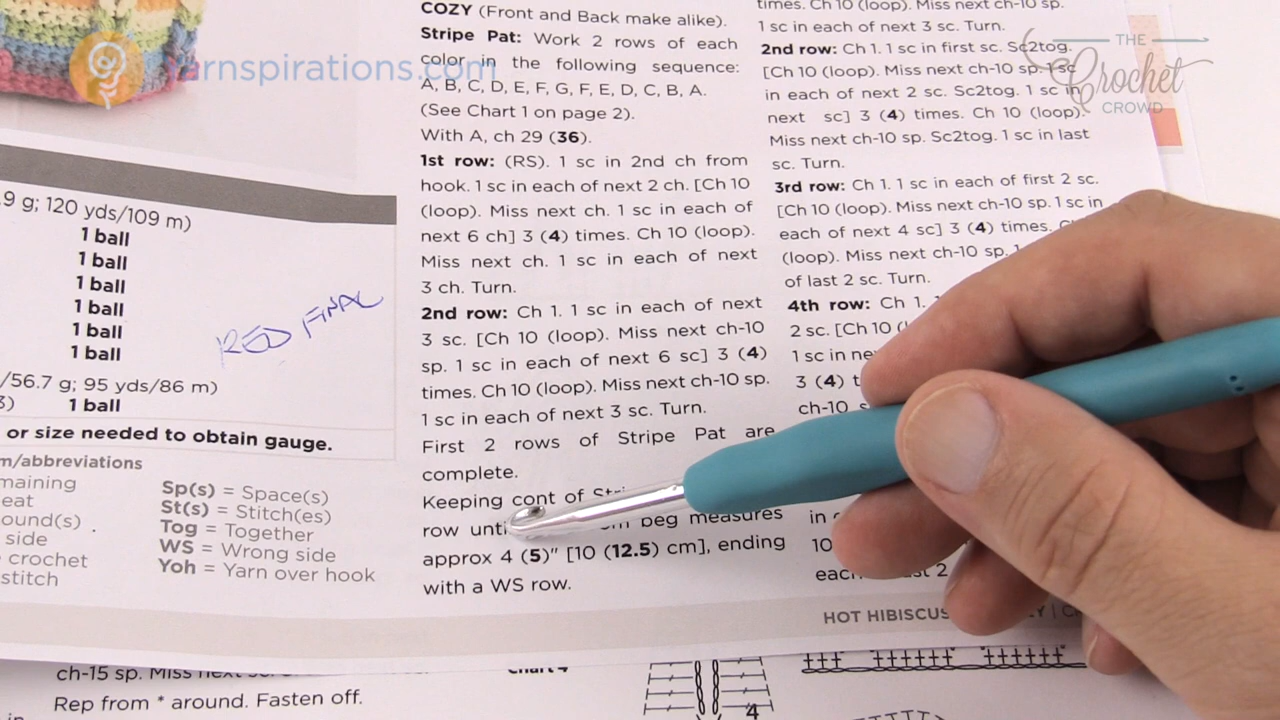 yarnspirations.com
THE
Crochet
CROWD
.9 g; 120 yds/109 m)
1 ball
1 ball
1 ball
1 ball
1 ball
1 ball
RED FINAL
/56.7 g; 95 yds/86 m)
3) 1 ball
or size needed to obtain gauge.
m/abbreviations
maining
eat
ound(s) .
side
crochet
stitch
Sp(s) = Space(s)
St(s) = Stitch(es)
Tog = Together
WS = Wrong side
Yoh = Yarn over hook
COZY (Front and Back make alike).
Stripe Pat: Work 2 rows of each
color in the following sequence:
A, B, C, D, E, F, G, F, E, D, C, B, A.
(See Chart 1 on page 2).
With A, ch 29 (36).
1st row: (RS). 1 sc in 2nd ch from
hook. 1 sc in each of next 2 ch. [Ch 10
(loop). Miss next ch. 1 sc in each of
next 6 ch] 3 (4) times. Ch 10 (loop).
Miss next ch. 1 sc in each of next
3 ch. Turn.
2nd row: Ch 1. 1 sc in each of next
3 sc. [Ch 10 (loop). Miss next ch-10
sp. 1 sc in each of next 6 sc] 3 (4)
times. Ch 10 (loop). Miss next ch-10 sp.
1 sc in each of next 3 sc. Turn.
First 2 rows of Stripe Pat are
complete.
Keeping cont of
row beg measures
approx 4 (5)" [10 (12.5) cm], ending
with a WS row.
times. Ch 10 (loop). Miss next ch-10 sp.
1 sc in each of next 3 sc. Turn.
2nd row: Ch 1. 1 sc in first sc. Sc2tog.
[Ch 10 (loop). Miss next ch-10 sp. 1 sc
in each of next 2 sc. Sc2tog. 1 sc in
next sc] 3 (4) times. Ch 10 (loop).
Miss next ch-10 sp. Sc2tog. 1 sc in last
sc. Turn.
3rd row: Ch 1. 1 sc in each of first 2 sc.
[Ch 10 (loop). Miss next ch-10 sp. 1 sc in
each of next 4 sc] 3 (4) times.
(loop). Miss next ch-10 sp. 1
of last 2 sc. Turn.
4th row: Ch 1.
2 sc. [Ch 10
1 sc in
3 (4)
ch-10
in
10
2
HOT HIBISCUS
ch-15 sp. Miss
Rep from * around. Fasten off.
in
Chart 4
4